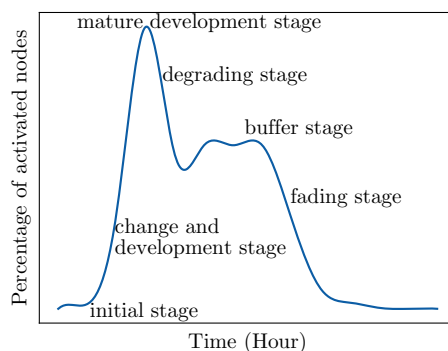 mature development stage
degrading stage
buffer stage
fading stage
change and
development stage
initial stage
Percentage of activated nodes
Time (Hour)